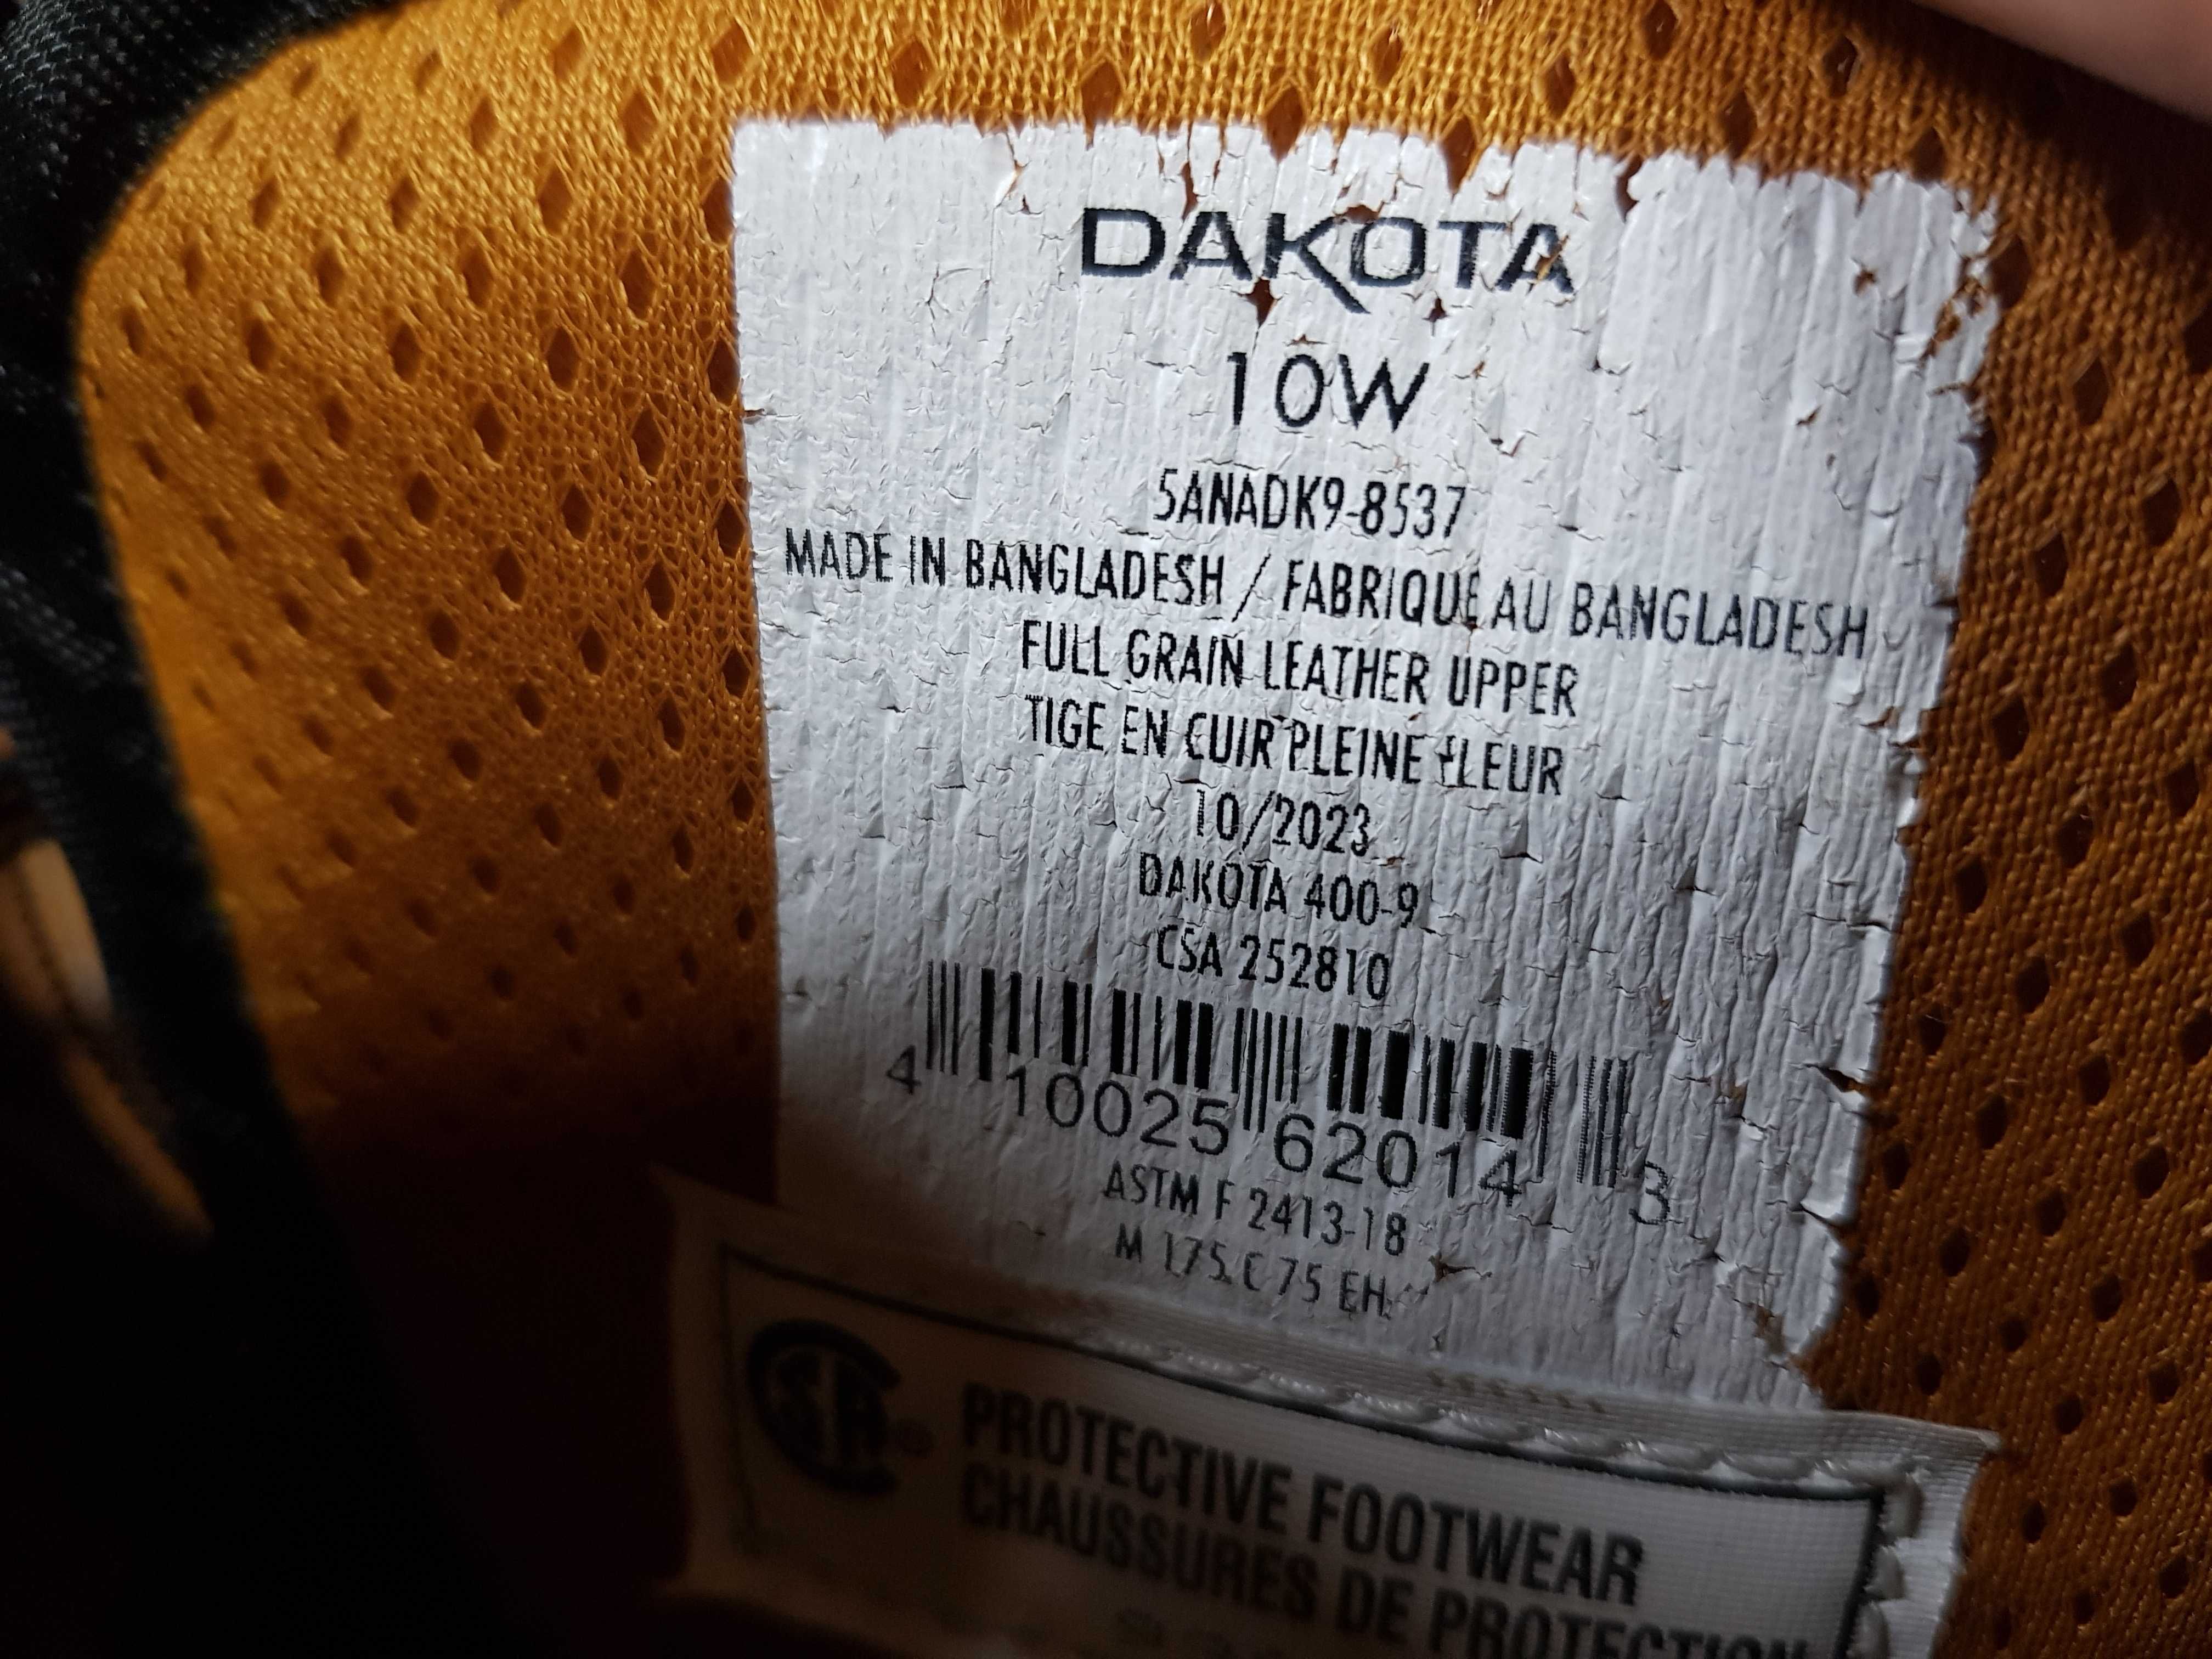 DAKOTA
10W
5ANADK9-8537
MADE IN BANGLADESH / FABRIQUE AU BANGLADESH
FULL GRAIN LEATHER UPPER
TIGE EN CUIR PLEINE FLEUR
10/2023
DAKOTA 400-9
CSA 252810
4 10025 62014 3
ASTM F 2413-18
M 175 C 75 EH
CSA ®
PROTECTIVE FOOTWEAR
CHAUSSURES DE PROTECTION